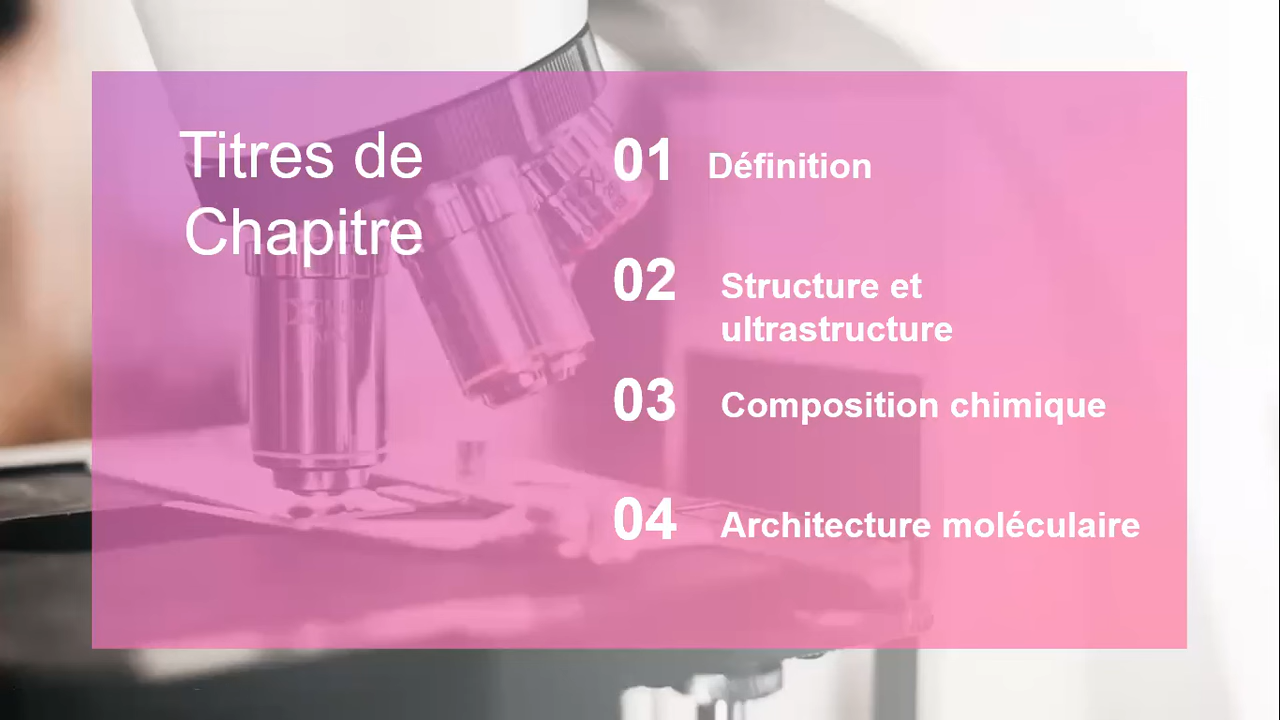 Titres de
Chapitre
01 Définition
02 Structure et
ultrastructure
03 Composition chimique
04 Architecture moléculaire